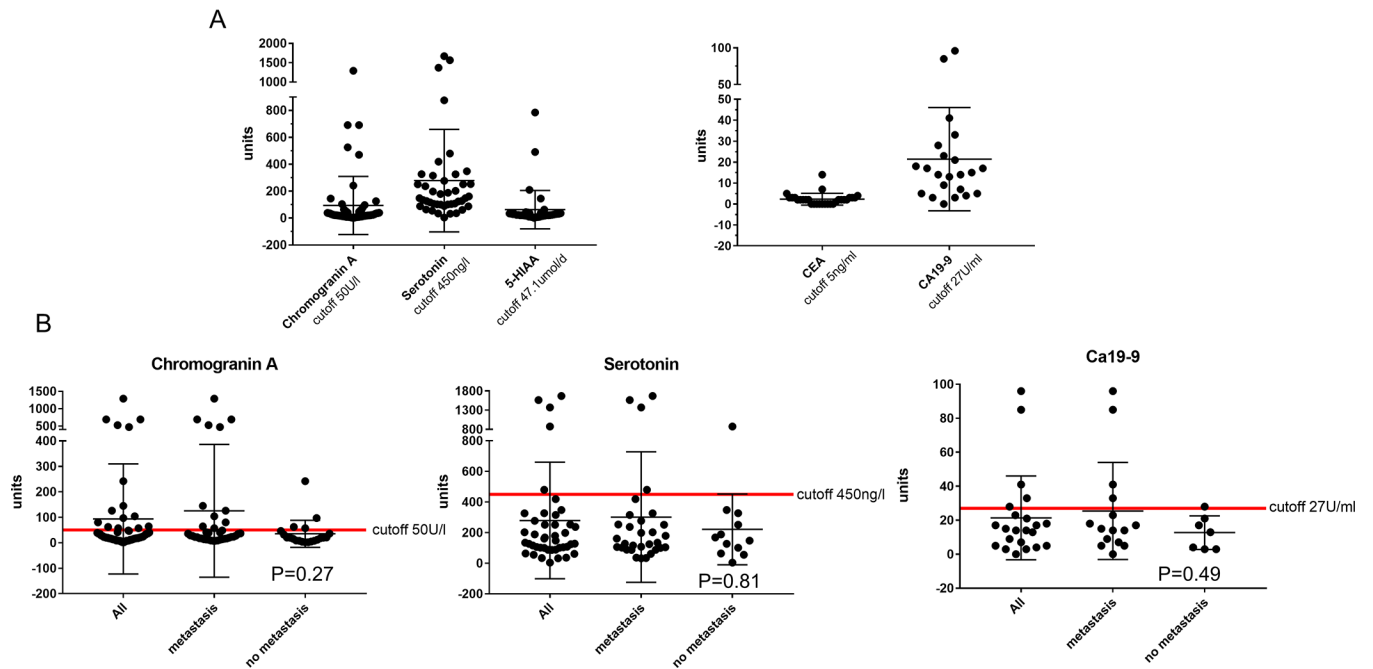 A
2000
1500
1000
800
600
400
200
0
-200
units
Chromogranin A
cutoff 50U/l
Serotonin
cutoff 450ng/l
5-HIAA
cutoff 47.1umol/d
100
50
50
40
30
20
10
0
-10
-20
units
CEA
cutoff 5ng/ml
CA19-9
cutoff 27U/ml
B
Chromogranin A
1500
1000
500
400
300
200
100
0
-100
-200
units
cutoff 50U/l
P=0.27
All
metastasis
no metastasis
Serotonin
1800
1300
800
800
600
400
200
0
-200
units
cutoff 450ng/l
P=0.81
All
metastasis
no metastasis
Ca19-9
100
80
60
40
20
0
-20
units
cutoff 27U/ml
P=0.49
All
metastasis
no metastasis